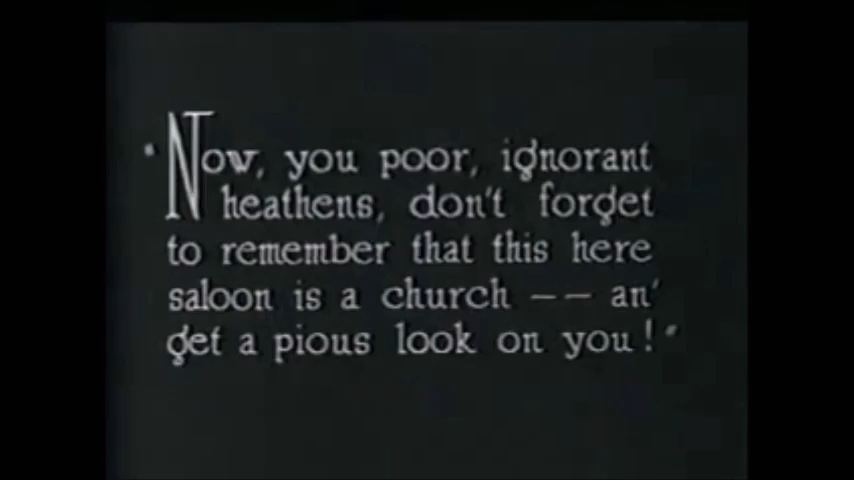 "Now, you poor, ignorant
heathens, don't forget
to remember that this here
saloon is a church -- an'
get a pious look on you!"